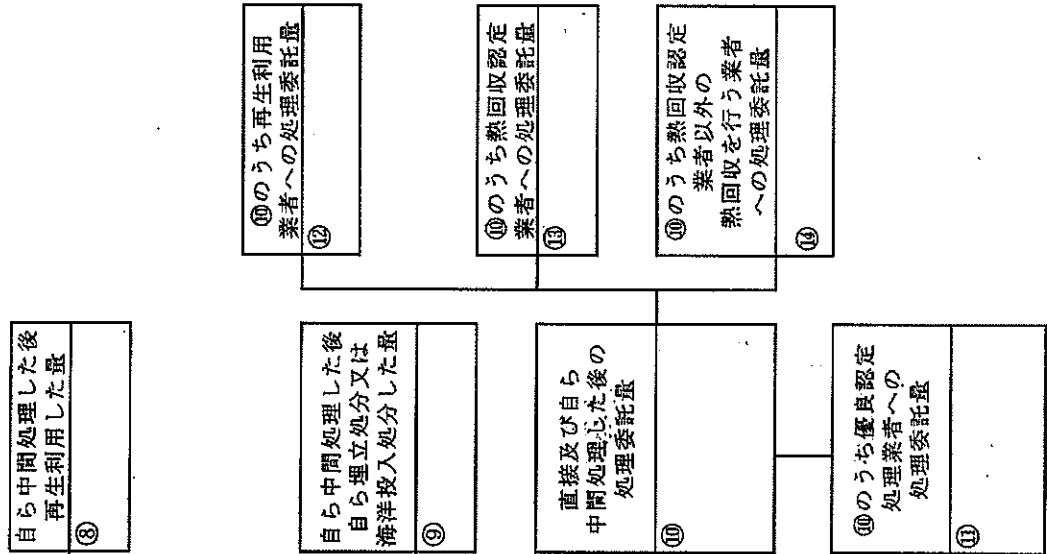 自ら中間処理した後
再生利用した量
⑧
自ら中間処理した後
自ら埋立処分又は
海洋投入処分した量
⑨
直接及び自ら
中間処理した後の
処理委託量
⑩
⑩のうち優良認定
処理業者への
処理委託量
⑪
⑩のうち再生利用
業者への処理委託量
⑫
⑩のうち熱回収認定
業者への処理委託量
⑬
⑩のうち熱回収認定
業者以外の
熱回収を行う業者
への処理委託量
⑭